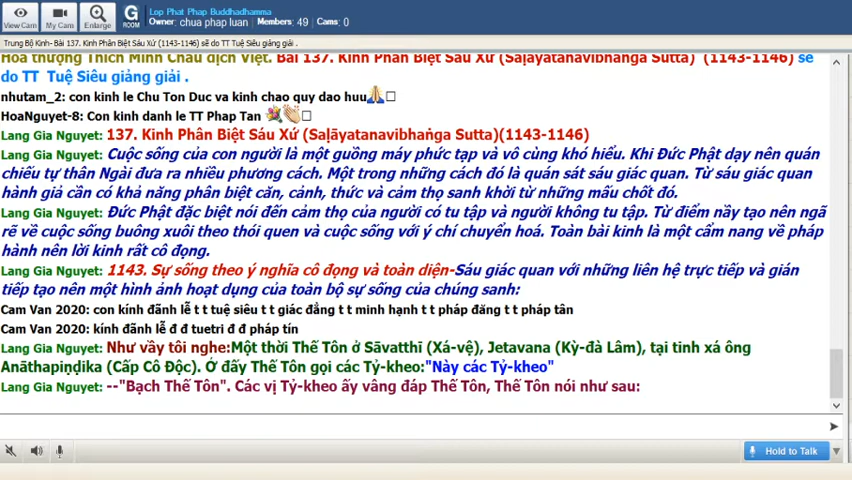 Lop Phat Phap Buddhadhamma
Owner: chua phap luan Members: 49 Cams: 0
View Cam My Cam Enlarge G ROOM
Trung Bộ Kinh- Bài 137. Kinh Phân Biệt Sáu Xứ (1143-1146) sẽ do TT Tuệ Siêu giảng giải .
Hòa thượng Thích Minh Châu dịch Việt. Bài 137. Kinh Phân Biệt Sáu Xứ (Saḷāyatanavibhaṅga Sutta) (1143-1146) sẽ
do TT Tuệ Siêu giảng giải .
nhutam_2: con kinh le Chu Ton Duc va kinh chao quy dao huu🙏□
HoaNguyet-8: Con kinh danh le TT Phap Tan 💐👏□
Lang Gia Nguyet: 137. Kinh Phân Biệt Sáu Xứ (Saḷāyatanavibhaṅga Sutta)(1143-1146)
Lang Gia Nguyet: Cuộc sống của con người là một guồng máy phức tạp và vô cùng khó hiểu. Khi Đức Phật dạy nên quán
chiếu tự thân Ngài đưa ra nhiều phương cách. Một trong những cách đó là quán sát sáu giác quan. Từ sáu giác quan
hành giả cần có khả năng phân biệt căn, cảnh, thức và cảm thọ sanh khởi từ những mấu chốt đó.
Lang Gia Nguyet: Đức Phật đặc biệt nói đến cảm thọ của người có tu tập và người không tu tập. Từ điểm nầy tạo nên ngã
rẽ về cuộc sống buông xuôi theo thói quen và cuộc sống với ý chí chuyển hoá. Toàn bài kinh là một cẩm nang về pháp
hành nên lời kinh rất cô đọng.
Lang Gia Nguyet: 1143. Sự sống theo ý nghĩa cô đọng và toàn diện-Sáu giác quan với những liên hệ trực tiếp và gián
tiếp tạo nên một hình ảnh hoạt dụng của toàn bộ sự sống của chúng sanh:
Cam Van 2020: con kính đãnh lễ t t tuệ siêu t t giác đẳng t t minh hạnh t t pháp đăng t t pháp tân
Cam Van 2020: kính đãnh lễ đ đ tuetri đ đ pháp tín
Lang Gia Nguyet: Như vầy tôi nghe:Một thời Thế Tôn ở Sāvatthī (Xá-vệ), Jetavana (Kỳ-đà Lâm), tại tinh xá ông
Anāthapiṇḍika (Cấp Cô Độc). Ở đấy Thế Tôn gọi các Tỷ-kheo:"Này các Tỷ-kheo"
Lang Gia Nguyet: --"Bạch Thế Tôn". Các vị Tỷ-kheo ấy vâng đáp Thế Tôn, Thế Tôn nói như sau:
Hold to Talk